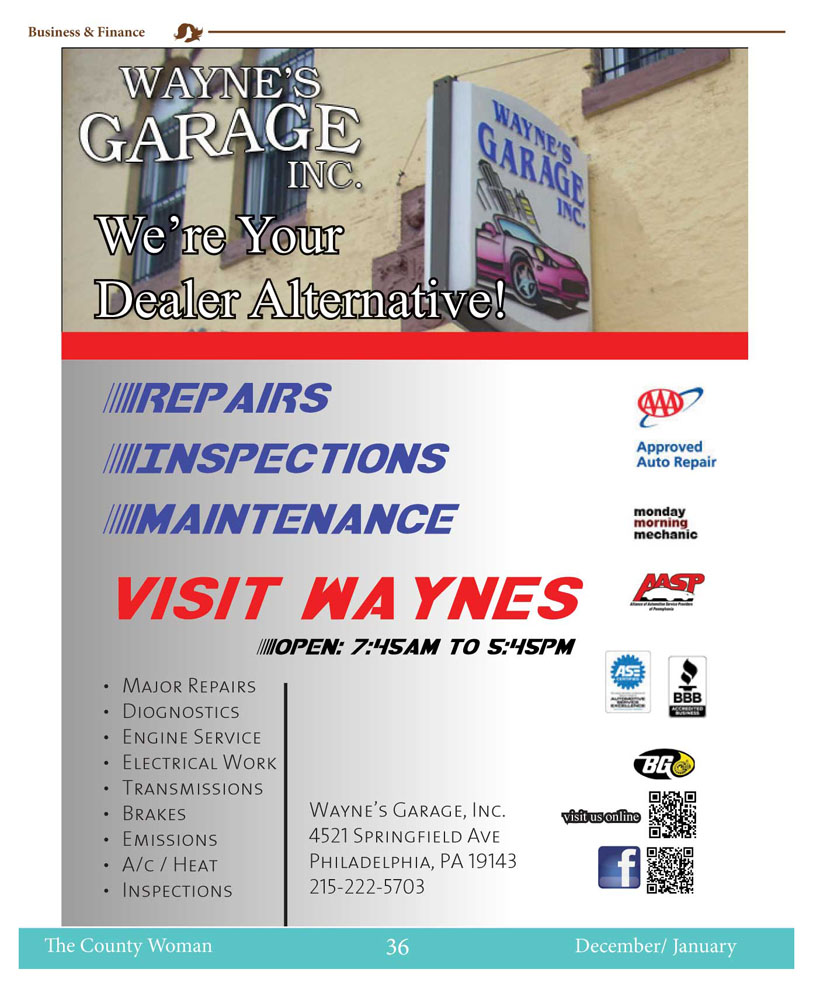 Business & Finance
WAYNE'S
GARAGE
INC.
WAYNE'S
GARAGE
INC.
We're Your
Dealer Alternative!
REPAIRS
INSPECTIONS
MAINTENANCE
VISIT WAYNES
OPEN: 7:45AM TO 5:45PM
• Major Repairs
• Diognostics
• Engine Service
• Electrical Work
• Transmissions
• Brakes
• Emissions
• A/c / Heat
• Inspections
Wayne's Garage, Inc.
4521 Springfield Ave
Philadelphia, PA 19143
215-222-5703
AAA
Approved
Auto Repair
monday
morning
mechanic
AASP
Alliance of Automotive Service Providers
of Pennsylvania
ASE
CERTIFIED
AUTOMOTIVE
SERVICE
EXCELLENCE
BBB
ACCREDITED
BUSINESS
BG
visit us online
f
The County Woman
36
December/ January